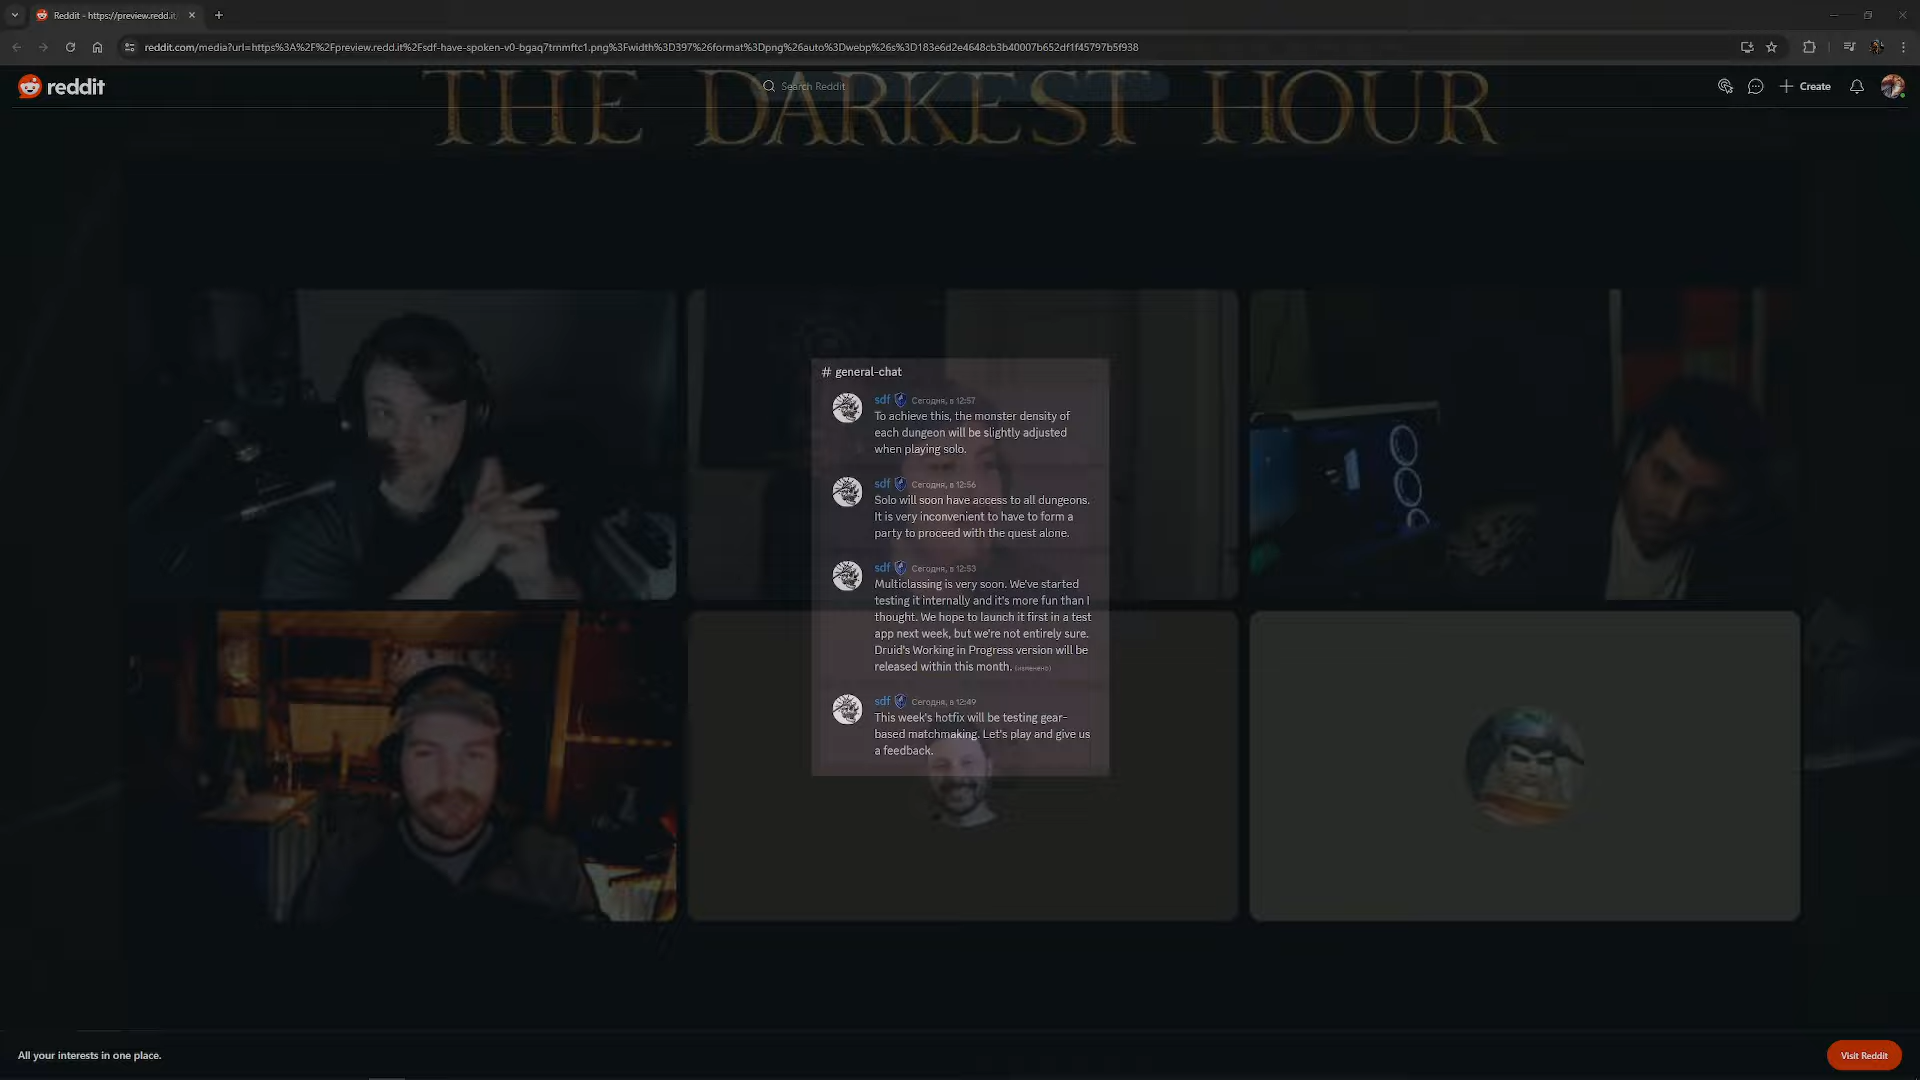 Reddit - https://preview.redd.it/
reddit.com/media?url=https%3A%2F%2Fpreview.redd.it%2Fsdf-have-spoken-v0-bgaq7trnmftc1.png%3Fwidth%3D397%26format%3Dpng%26auto%3Dwebp%26s%3D183e6d2e4648cb3b40007b652df1f45797b5f938
THE DARKEST HOUR
reddit
Search Reddit
Create
# general-chat
sdf Сегодня, в 12:57
To achieve this, the monster density of
each dungeon will be slightly adjusted
when playing solo.
sdf Сегодня, в 12:56
Solo will soon have access to all dungeons.
It is very inconvenient to have to form a
party to proceed with the quest alone.
sdf Сегодня, в 12:53
Multiclassing is very soon. We've started
testing it internally and it's more fun than I
thought. We hope to launch it first in a test
app next week, but we're not entirely sure.
Druid's Working in Progress version will be
released within this month. (изменено)
sdf Сегодня, в 12:49
This week's hotfix will be testing gear-
based matchmaking. Let's play and give us
a feedback.
All your interests in one place.
Visit Reddit